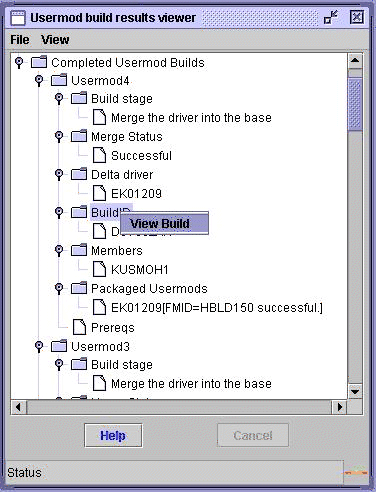 Usermod build results viewer
File View
Completed Usermod Builds
Usermod4
Build stage
Merge the driver into the base
Merge Status
Successful
Delta driver
EK01209
BuildID
View Build
Members
KUSMOH1
Packaged Usermods
EK01209[FMID=HBLD150 successful.]
Prereqs
Usermod3
Build stage
Merge the driver into the base
Help Cancel
Status